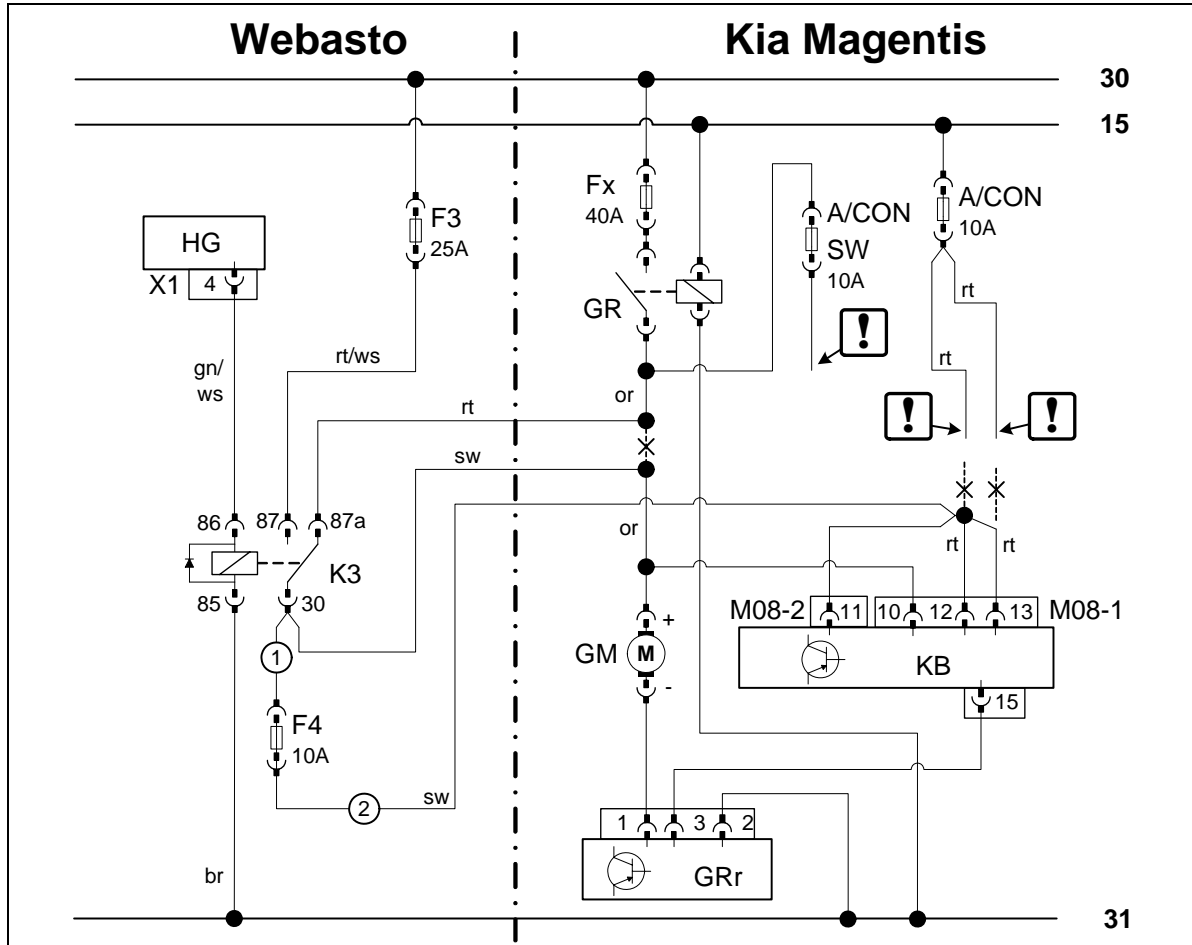 Webasto
Kia Magentis
30
15
Fx
40A
A/CON
SW
10A
A/CON
10A
F3
25A
HG
X1
4
GR
!
rt
rt
rt/ws
gn/
ws
or
rt
!
!
sw
86
87
87a
or
rt
rt
K3
85
30
M08-2
11
10
12
13
M08-1
+
GM
M
-
KB
15
1
F4
10A
2
sw
1
3
2
GRr
br
31